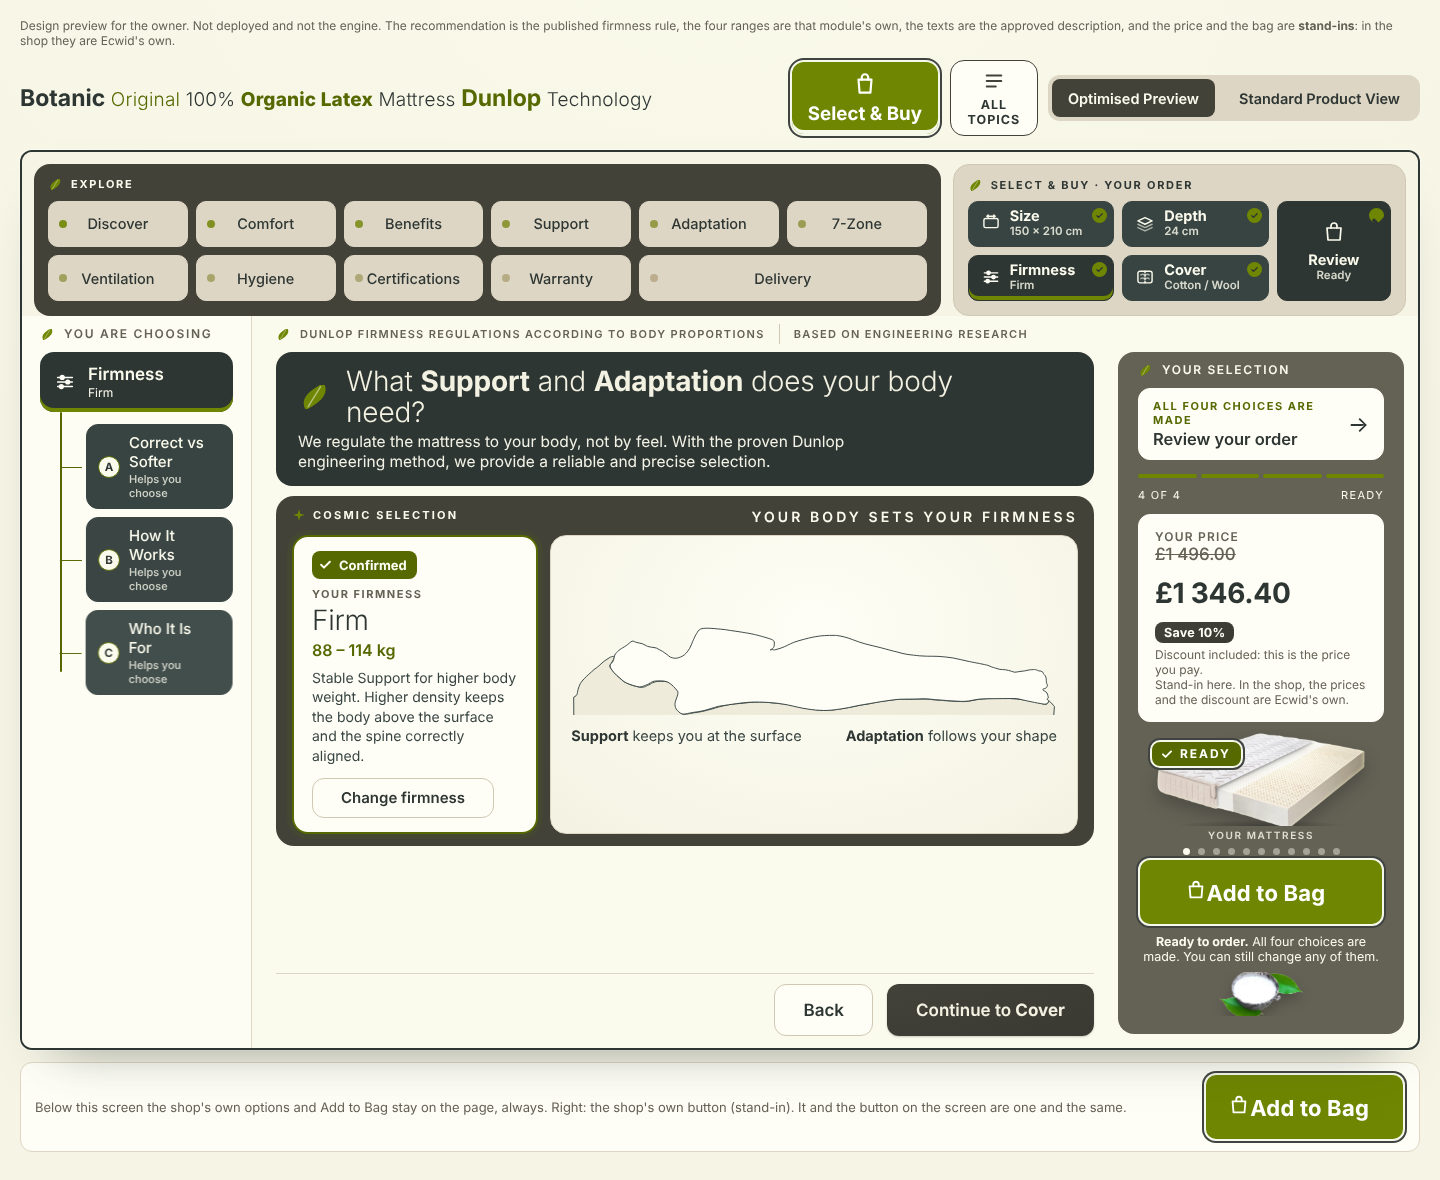 Design preview for the owner. Not deployed and not the engine. The recommendation is the published firmness rule, the four ranges are that module's own, the texts are the approved description, and the price and the bag are stand-ins: in the
shop they are Ecwid's own.
Botanic Original 100% Organic Latex Mattress Dunlop Technology
Select & Buy
ALL
TOPICS
Optimised Preview
Standard Product View
EXPLORE
Discover
Comfort
Benefits
Support
Adaptation
7-Zone
Ventilation
Hygiene
Certifications
Warranty
Delivery
SELECT & BUY · YOUR ORDER
Size
150 × 210 cm
Depth
24 cm
Firmness
Firm
Cover
Cotton / Wool
Review
Ready
YOU ARE CHOOSING
Firmness
Firm
A
Correct vs
Softer
Helps you
choose
B
How It
Works
Helps you
choose
C
Who It Is
For
Helps you
choose
DUNLOP FIRMNESS REGULATIONS ACCORDING TO BODY PROPORTIONS
BASED ON ENGINEERING RESEARCH
What Support and Adaptation does your body
need?
We regulate the mattress to your body, not by feel. With the proven Dunlop
engineering method, we provide a reliable and precise selection.
COSMIC SELECTION
YOUR BODY SETS YOUR FIRMNESS
Confirmed
YOUR FIRMNESS
Firm
88 – 114 kg
Stable Support for higher body
weight. Higher density keeps
the body above the surface
and the spine correctly
aligned.
Change firmness
Support keeps you at the surface
Adaptation follows your shape
Back
Continue to Cover
YOUR SELECTION
ALL FOUR CHOICES ARE
MADE
Review your order
4 OF 4
READY
YOUR PRICE
£1 496.00
£1 346.40
Save 10%
Discount included: this is the price
you pay.
Stand-in here. In the shop, the prices
and the discount are Ecwid's own.
READY
YOUR MATTRESS
Add to Bag
Ready to order. All four choices are
made. You can still change any of them.
Below this screen the shop's own options and Add to Bag stay on the page, always. Right: the shop's own button (stand-in). It and the button on the screen are one and the same.
Add to Bag